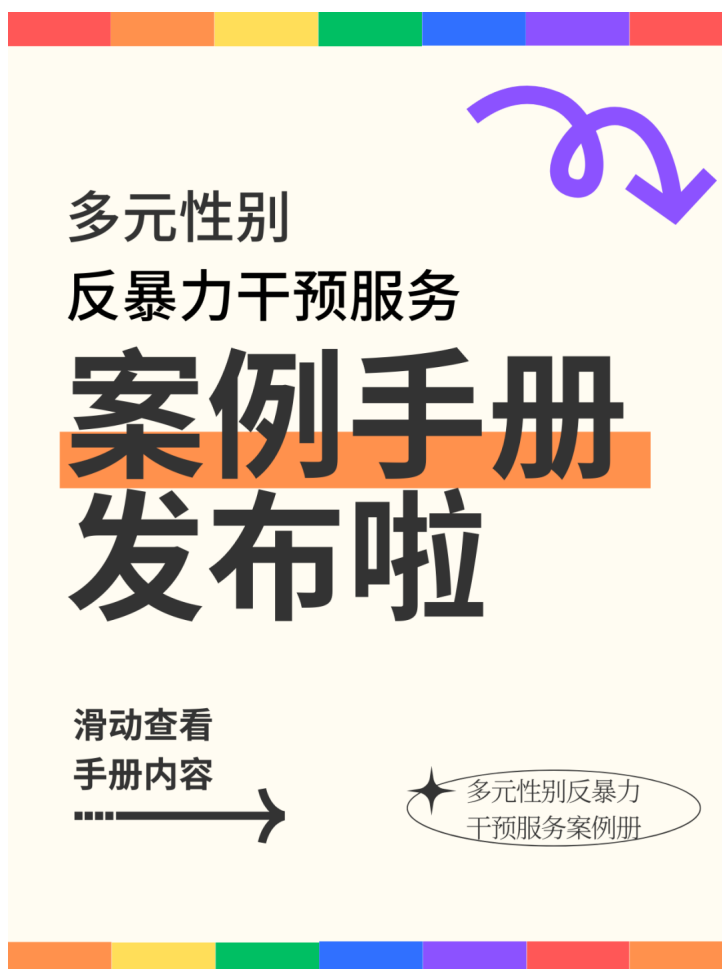 多元性别
反暴力干预服务
案例手册
发布啦
滑动查看
手册内容
多元性别反暴力
干预服务案例册